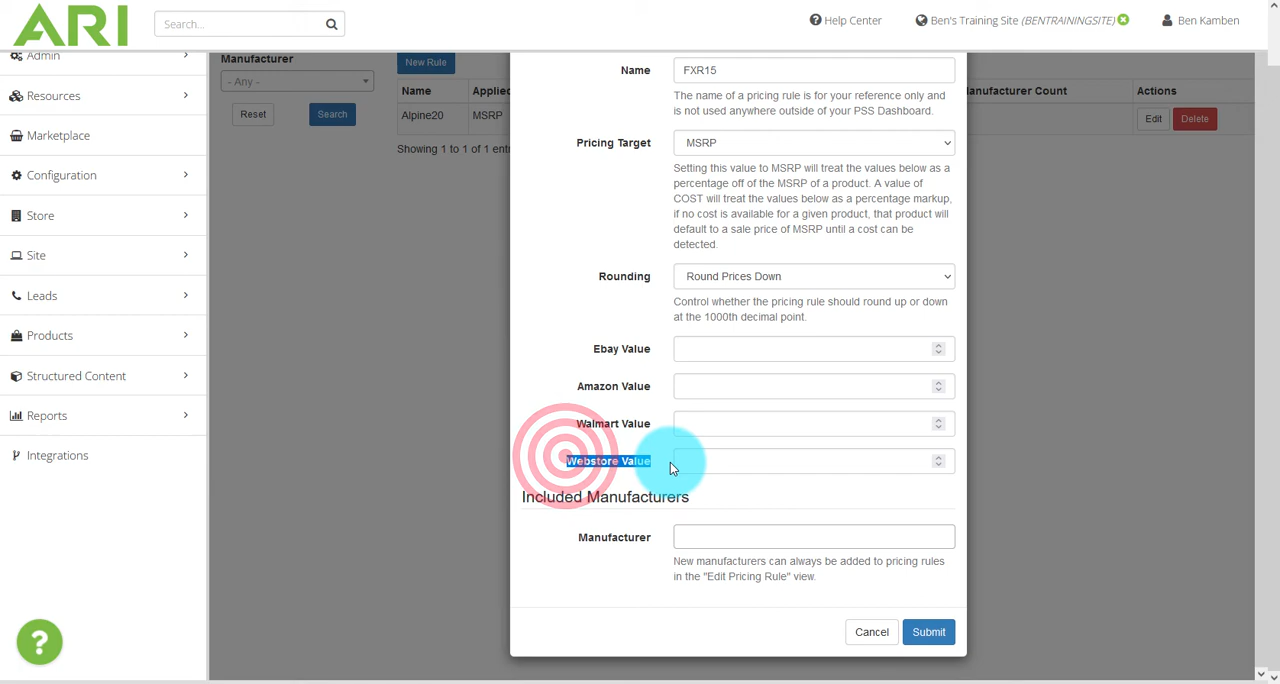 ARI
Search...
Help Center
Ben's Training Site (BENTRAININGSITE)
Ben Kamben
Admin
Resources
Marketplace
Configuration
Store
Site
Leads
Products
Structured Content
Reports
Integrations
?
Manufacturer
- Any -
Reset
Search
New Rule
Name
Alpine20
MSRP
Showing 1 to 1 of 1
Manufacturer Count
Actions
Edit
Delete
Name
FXR15
The name of a pricing rule is for your reference only and
is not used anywhere outside of your PSS Dashboard.
Pricing Target
MSRP
Setting this value to MSRP will treat the values below as a
percentage off of the MSRP of a product. A value of
COST will treat the values below as a percentage markup,
if no cost is available for a given product, that product will
default to a sale price of MSRP until a cost can be
detected.
Rounding
Round Prices Down
Control whether the pricing rule should round up or down
at the 1000th decimal point.
Ebay Value
Amazon Value
Walmart Value
Webstore Value
Included Manufacturers
Manufacturer
New manufacturers can always be added to pricing rules
in the "Edit Pricing Rule" view.
Cancel
Submit